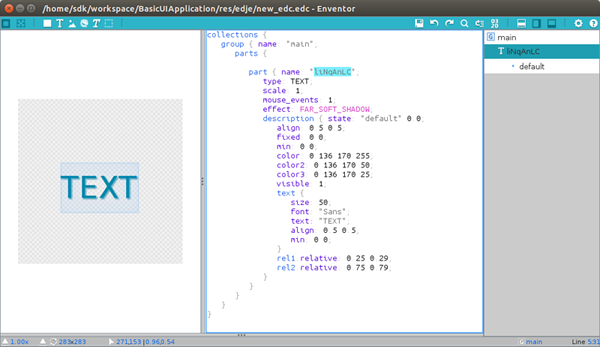 /home/sdk/workspace/BasicUIApplication/res/edje/new_edc.edc - Enventor
collections {
group { name "main";
parts {
part { name "liNqAnLC";
type TEXT;
scale 1;
mouse_events 1;
effect FAR_SOFT_SHADOW;
description { state "default" 0 0;
align 0 5 0 5;
fixed 0 0;
min 0 0;
color 0 136 170 255;
color2 0 136 170 50;
color3 0 136 170 25;
visible 1;
text {
size 50;
font "Sans";
text "TEXT";
align 0 5 0 5;
min 0 0;
}
rel1 relative 0 25 0 29;
rel2 relative 0 75 0 79;
}
}
}
}
}
TEXT
main
liNqAnLC
default
1.00x
283x283
271,153 | 0.96,0.54
main
Line 5:31